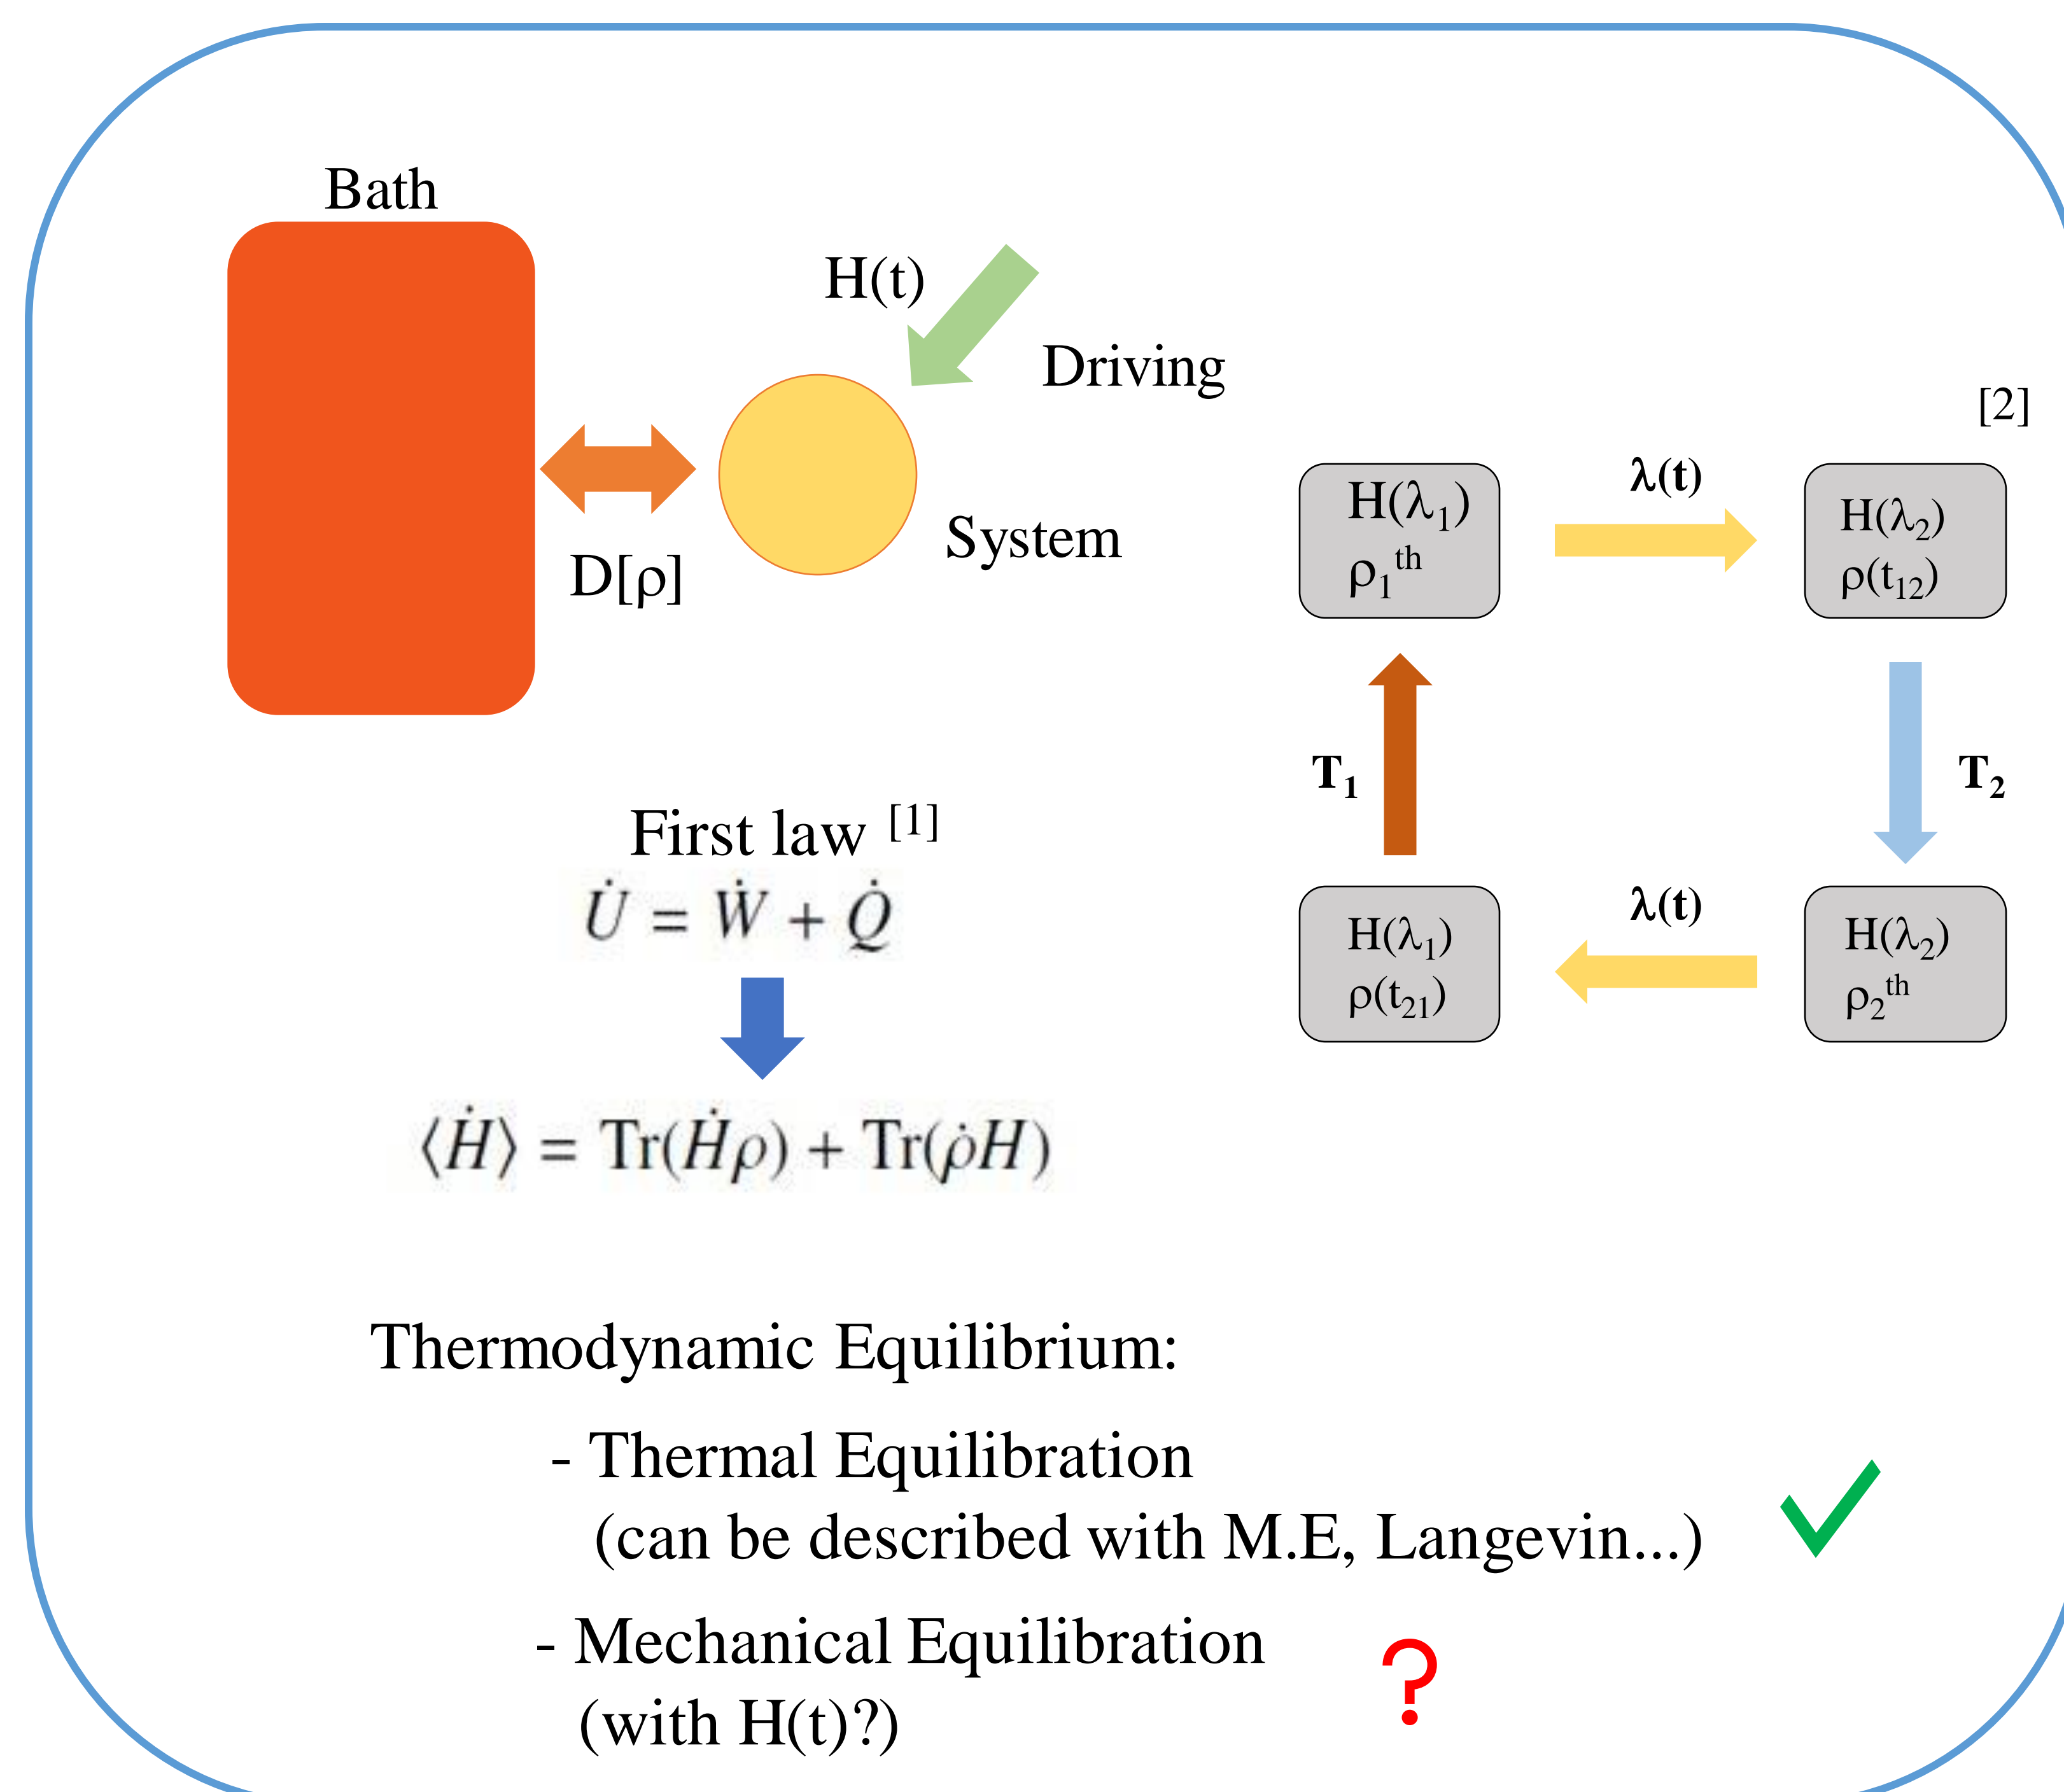 Bath
H(t)
Driving
D[ρ]
System
[2]
H(λ₁)
ρ₁ᵗʰ
λ(t)
H(λ₂)
ρ(t₁₂)
T₁
T₂
H(λ₁)
ρ(t₂₁)
λ(t)
H(λ₂)
ρ₂ᵗʰ
First law [1]
U̇ = Ẇ + Q̇
⟨Ḣ⟩ = Tr(Ḣρ) + Tr(ρ̇H)
Thermodynamic Equilibrium:
- Thermal Equilibration
(can be described with M.E, Langevin...)
- Mechanical Equilibration
(with H(t)?)
?